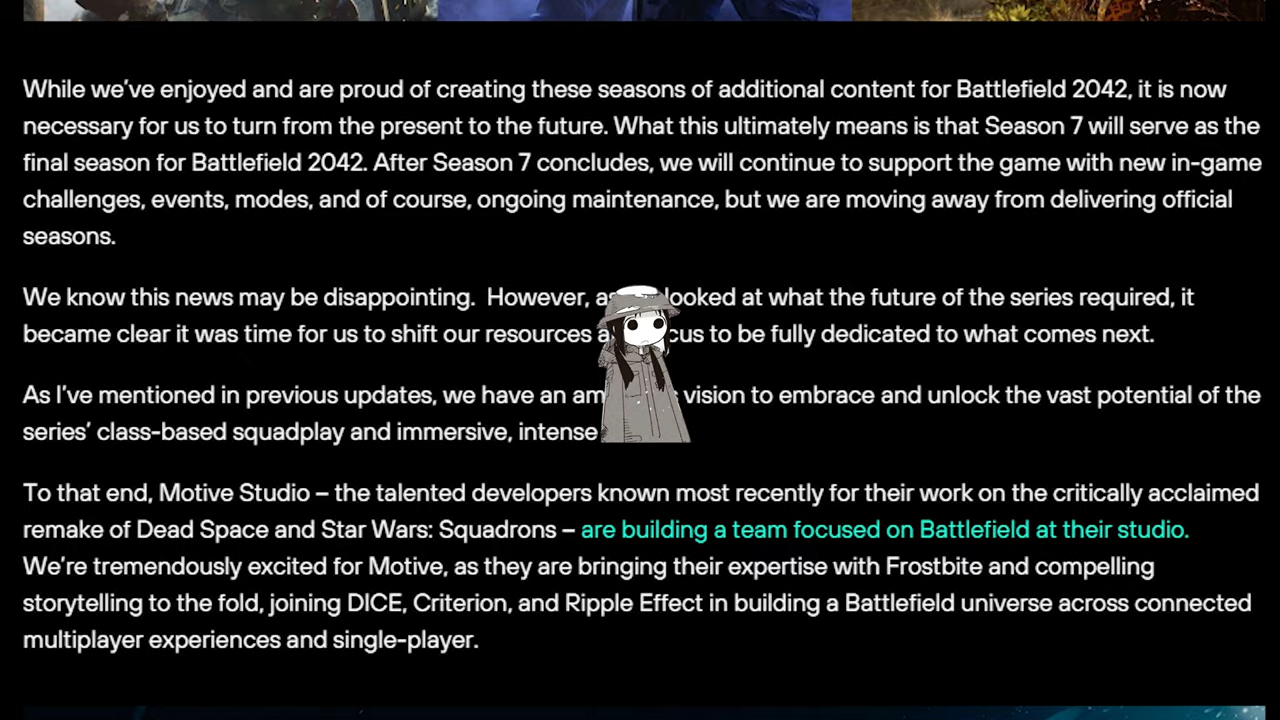 While we've enjoyed and are proud of creating these seasons of additional content for Battlefield 2042, it is now
necessary for us to turn from the present to the future. What this ultimately means is that Season 7 will serve as the
final season for Battlefield 2042. After Season 7 concludes, we will continue to support the game with new in-game
challenges, events, modes, and of course, ongoing maintenance, but we are moving away from delivering official
seasons.
We know this news may be disappointing.  However, looked at what the future of the series required, it
became clear it was time for us to shift our resources to be fully dedicated to what comes next.
As I've mentioned in previous updates, we have an vision to embrace and unlock the vast potential of the
series' class-based squadplay and immersive, intense
To that end, Motive Studio – the talented developers known most recently for their work on the critically acclaimed
remake of Dead Space and Star Wars: Squadrons – are building a team focused on Battlefield at their studio.
We're tremendously excited for Motive, as they are bringing their expertise with Frostbite and compelling
storytelling to the fold, joining DICE, Criterion, and Ripple Effect in building a Battlefield universe across connected
multiplayer experiences and single-player.